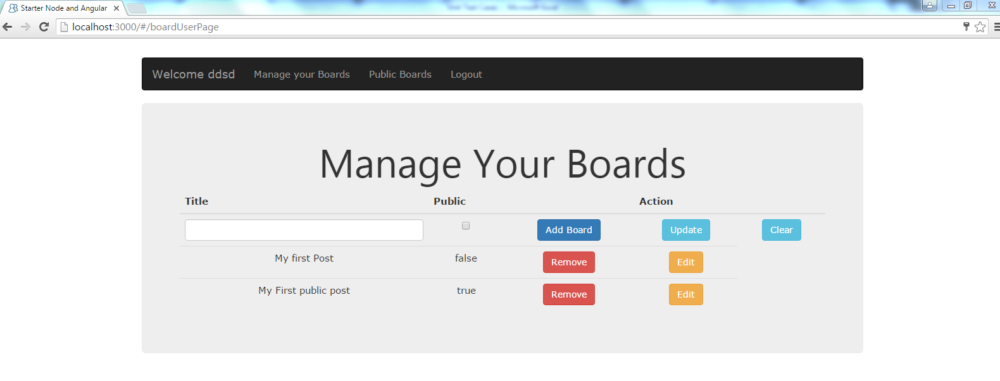 Starter Node and Angular
localhost:3000/#/boardUserPage
Welcome ddsd Manage your Boards Public Boards Logout
Manage Your Boards
Title Public Action
Add Board Update Clear
My first Post false Remove Edit
My First public post true Remove Edit